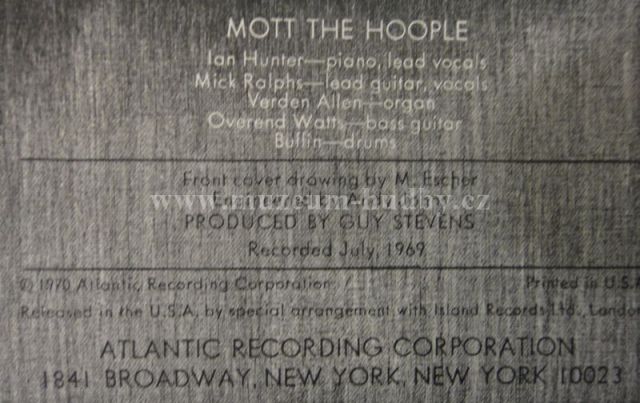 MOTT THE HOOPLE
Ian Hunter—piano, lead vocals
Mick Ralphs—lead guitar, vocals
Verden Allen—organ
Overend Watts—bass guitar
Buffin—drums
Front cover drawing by M. Escher
www.muzeum-hudby.cz
PRODUCED BY GUY STEVENS
Recorded July, 1969
© 1970 Atlantic Recording Corporation Printed in U.S.A
Released in the U.S.A. by special arrangement with Island Records Ltd., London
ATLANTIC RECORDING CORPORATION
1841 BROADWAY, NEW YORK, NEW YORK 10023